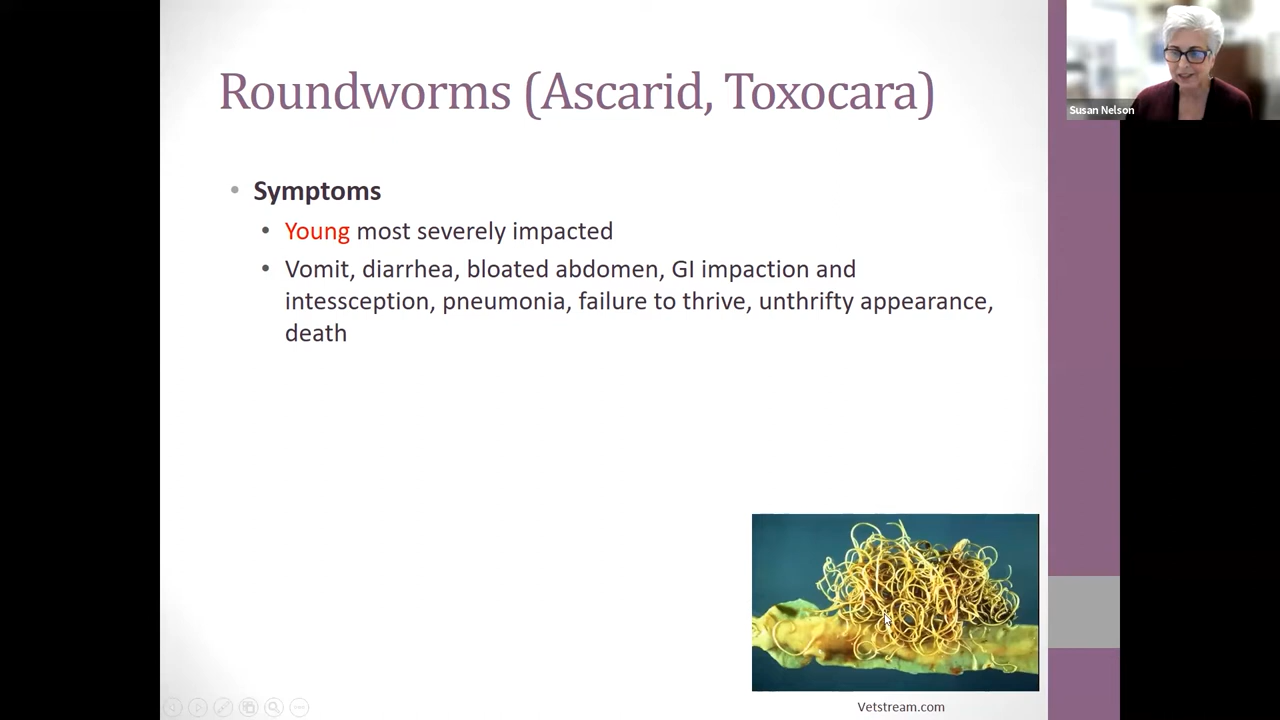 Roundworms (Ascarid, Toxocara)
Susan Nelson
• Symptoms
• Young most severely impacted
• Vomit, diarrhea, bloated abdomen, GI impaction and
intessception, pneumonia, failure to thrive, unthrifty appearance,
death
Vetstream.com